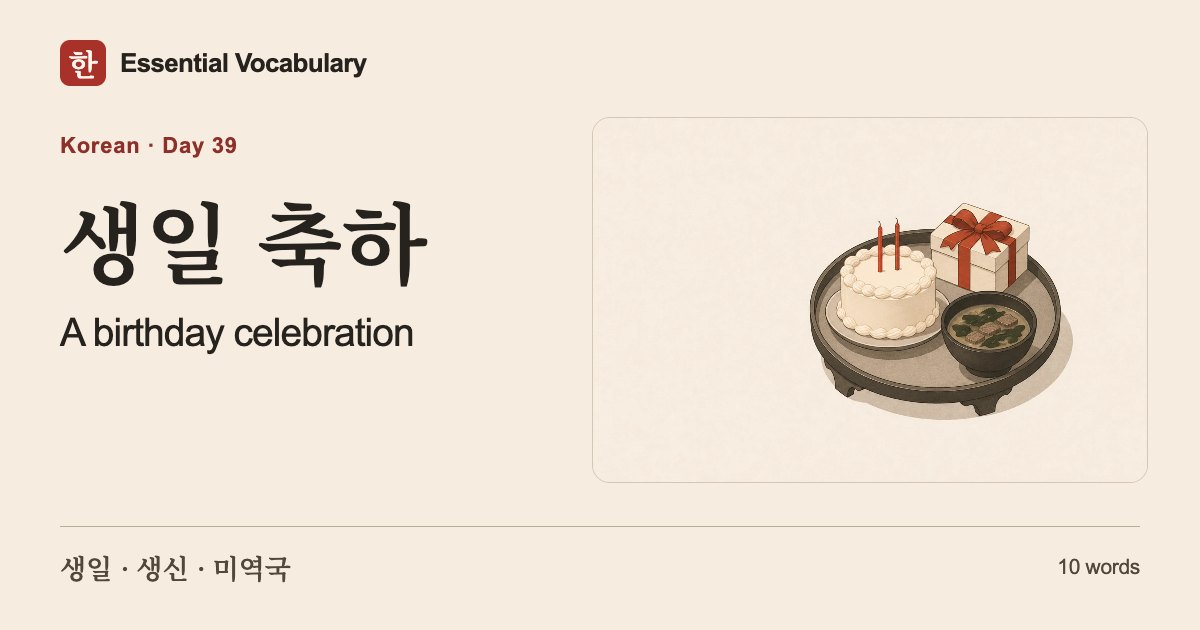 한 Essential Vocabulary
Korean · Day 39
생일 축하
A birthday celebration
생일 · 생신 · 미역국
10 words